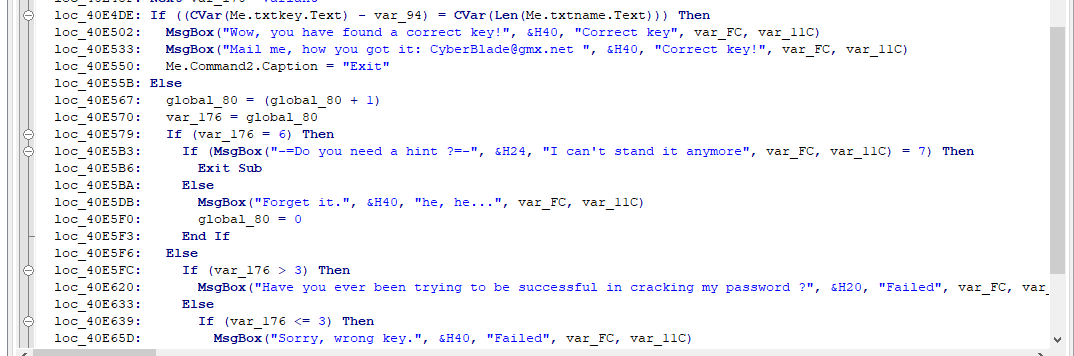 loc_40E4DE: If ((CVar(Me.txtkey.Text) - var_94) = CVar(Len(Me.txtname.Text))) Then
loc_40E502: MsgBox("Wow, you have found a correct key!", &H40, "Correct key", var_FC, var_11C)
loc_40E533: MsgBox("Mail me, how you got it: CyberBlade@gmx.net ", &H40, "Correct key!", var_FC, var_11C)
loc_40E550: Me.Command2.Caption = "Exit"
loc_40E55B: Else
loc_40E567: global_80 = (global_80 + 1)
loc_40E570: var_176 = global_80
loc_40E579: If (var_176 = 6) Then
loc_40E5B3: If (MsgBox("-=Do you need a hint ?=-", &H24, "I can't stand it anymore", var_FC, var_11C) = 7) Then
loc_40E5B6: Exit Sub
loc_40E5BA: Else
loc_40E5DB: MsgBox("Forget it.", &H40, "he, he...", var_FC, var_11C)
loc_40E5F0: global_80 = 0
loc_40E5F3: End If
loc_40E5F6: Else
loc_40E5FC: If (var_176 > 3) Then
loc_40E620: MsgBox("Have you ever been trying to be successful in cracking my password ?", &H20, "Failed", var_FC, var_
loc_40E633: Else
loc_40E639: If (var_176 <= 3) Then
loc_40E65D: MsgBox("Sorry, wrong key.", &H40, "Failed", var_FC, var_11C)